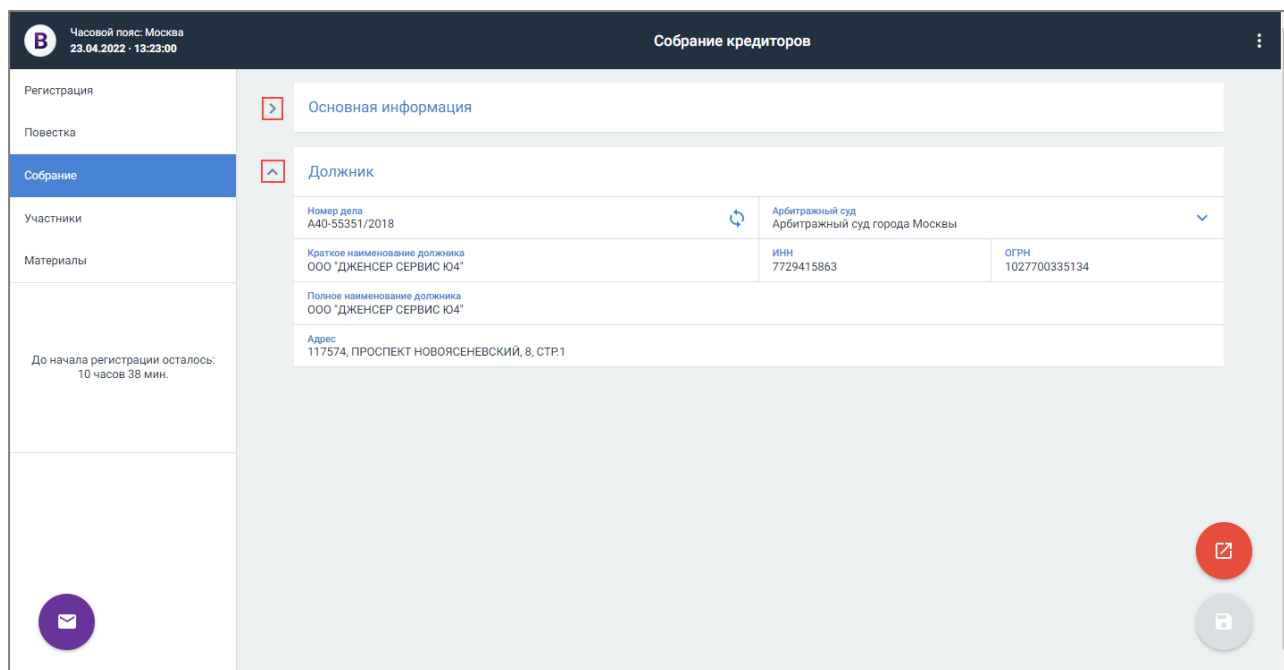 B
Часовой пояс: Москва
23.04.2022 · 13:23:00
Собрание кредиторов
Регистрация
Повестка
Собрание
Участники
Материалы
До начала регистрации осталось:
10 часов 38 мин.
Основная информация
Должник
Номер дела
А40-55351/2018
Арбитражный суд
Арбитражный суд города Москвы
Краткое наименование должника
ООО "ДЖЕНСЕР СЕРВИС Ю4"
ИНН
7729415863
ОГРН
1027700335134
Полное наименование должника
ООО "ДЖЕНСЕР СЕРВИС Ю4"
Адрес
117574, ПРОСПЕКТ НОВОЯСЕНЕВСКИЙ, 8, СТР.1